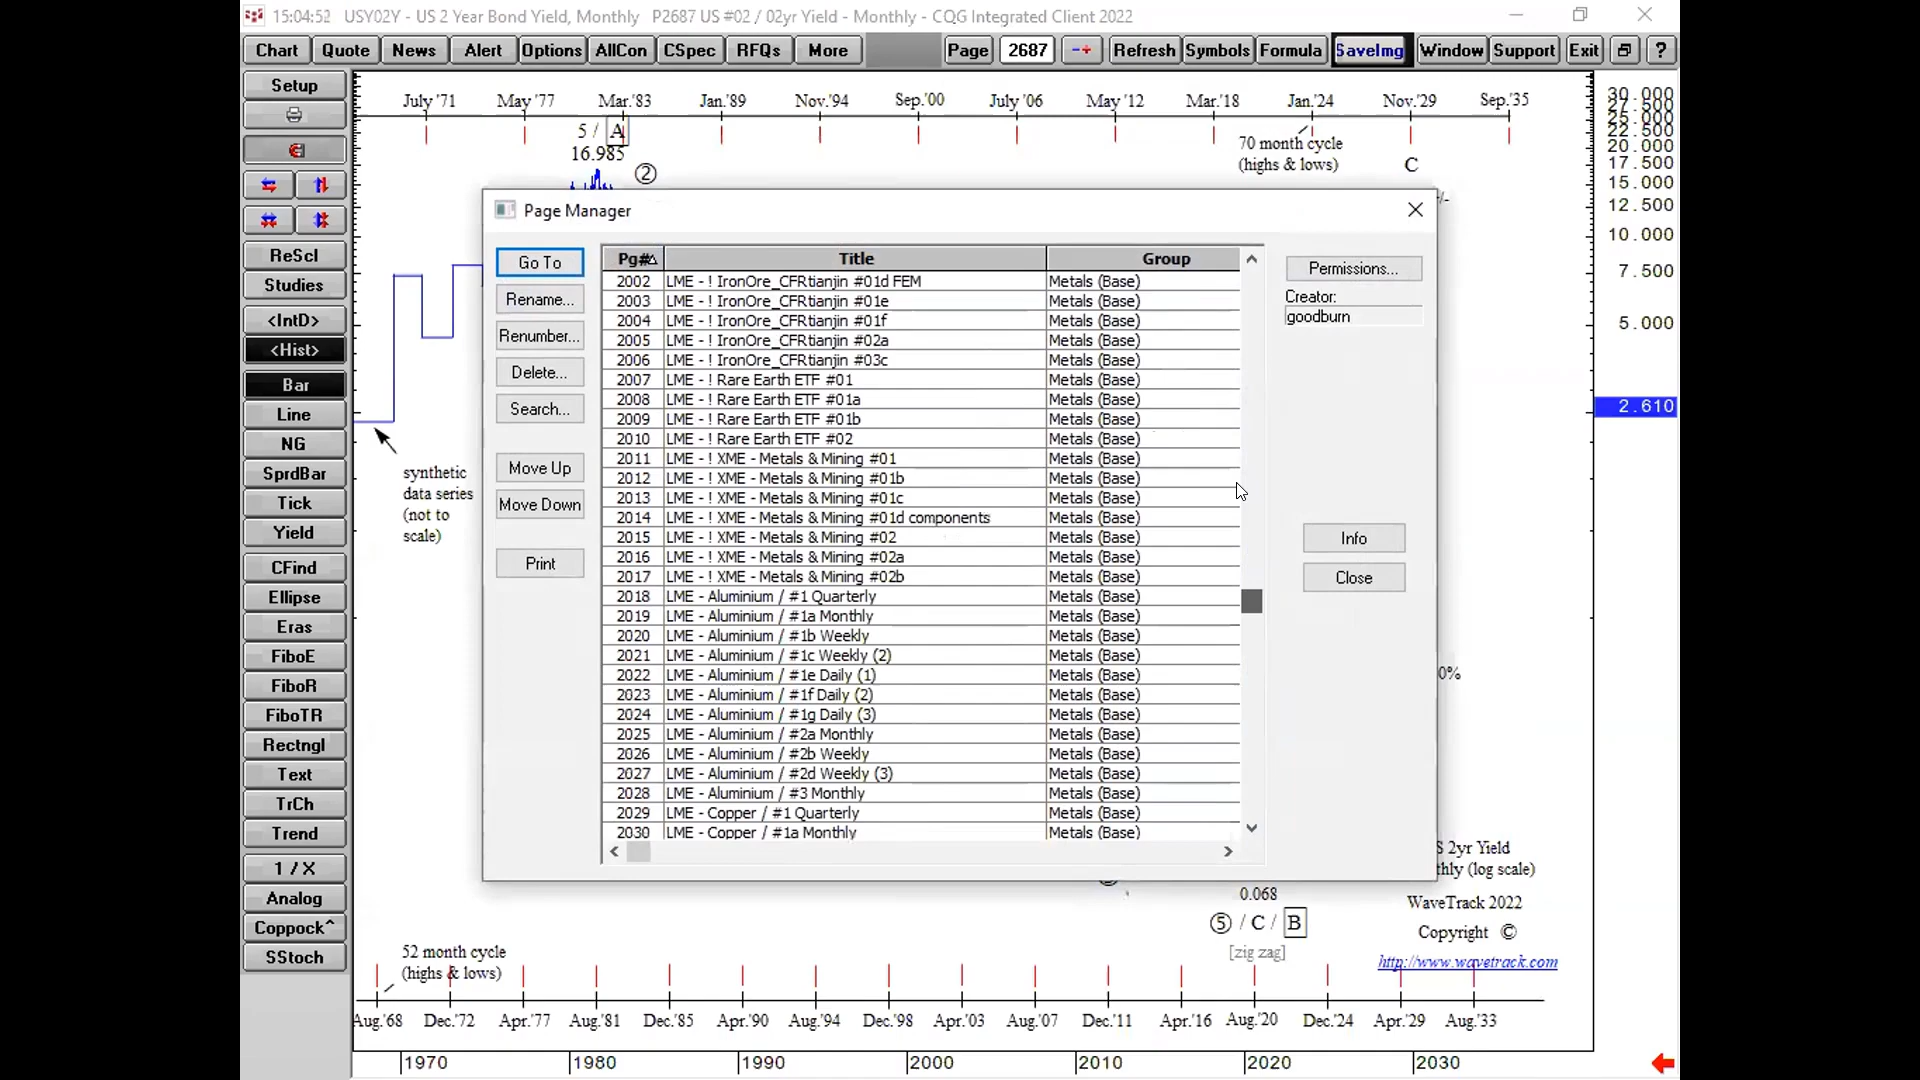 15:04:52 USY02Y - US 2 Year Bond Yield, Monthly P2687 US #02 / 02yr Yield - Monthly - CQG Integrated Client 2022
Chart Quote News Alert Options AllCon CSpec RFQs More Page 2687 -+ Refresh Symbols Formula SaveImg Window Support Exit ?
Setup
ReScl
Studies
<IntD>
<Hist>
Bar
Line
NG
SprdBar
Tick
Yield
CFind
Ellipse
Eras
FiboE
FiboR
FiboTR
Rectngl
Text
TrCh
Trend
1 / X
Analog
Coppock^
SStoch
July '71 May '77 Mar.'83 Jan.'89 Nov.'94 Sep.'00 July '06 May '12 Mar.'18 Jan.'24 Nov.'29 Sep.'35
5 / A
16.985
②
70 month cycle
(highs & lows)
C
synthetic
data series
(not to
scale)
Page Manager
Go To
Rename...
Renumber...
Delete...
Search...
Move Up
Move Down
Print
Pg# Title Group
2002 LME - ! IronOre_CFRtianjin #01d FEM Metals (Base)
2003 LME - ! IronOre_CFRtianjin #01e Metals (Base)
2004 LME - ! IronOre_CFRtianjin #01f Metals (Base)
2005 LME - ! IronOre_CFRtianjin #02a Metals (Base)
2006 LME - ! IronOre_CFRtianjin #03c Metals (Base)
2007 LME - ! Rare Earth ETF #01 Metals (Base)
2008 LME - ! Rare Earth ETF #01a Metals (Base)
2009 LME - ! Rare Earth ETF #01b Metals (Base)
2010 LME - ! Rare Earth ETF #02 Metals (Base)
2011 LME - ! XME - Metals & Mining #01 Metals (Base)
2012 LME - ! XME - Metals & Mining #01b Metals (Base)
2013 LME - ! XME - Metals & Mining #01c Metals (Base)
2014 LME - ! XME - Metals & Mining #01d components Metals (Base)
2015 LME - ! XME - Metals & Mining #02 Metals (Base)
2016 LME - ! XME - Metals & Mining #02a Metals (Base)
2017 LME - ! XME - Metals & Mining #02b Metals (Base)
2018 LME - Aluminium / #1 Quarterly Metals (Base)
2019 LME - Aluminium / #1a Monthly Metals (Base)
2020 LME - Aluminium / #1b Weekly Metals (Base)
2021 LME - Aluminium / #1c Weekly (2) Metals (Base)
2022 LME - Aluminium / #1e Daily (1) Metals (Base)
2023 LME - Aluminium / #1f Daily (2) Metals (Base)
2024 LME - Aluminium / #1g Daily (3) Metals (Base)
2025 LME - Aluminium / #2a Monthly Metals (Base)
2026 LME - Aluminium / #2b Weekly Metals (Base)
2027 LME - Aluminium / #2d Weekly (3) Metals (Base)
2028 LME - Aluminium / #3 Monthly Metals (Base)
2029 LME - Copper / #1 Quarterly Metals (Base)
2030 LME - Copper / #1a Monthly Metals (Base)
Permissions...
Creator:
goodburn
Info
Close
30.000
27.500
25.000
22.500
20.000
17.500
15.000
12.500
10.000
7.500
5.000
2.610
0%
S 2yr Yield
thly (log scale)
WaveTrack 2022
Copyright ©
http://www.wavetrack.com
0.068
⑤ / C / B
[zig zag]
52 month cycle
(highs & lows)
Aug.'68 Dec.'72 Apr.'77 Aug.'81 Dec.'85 Apr.'90 Aug.'94 Dec.'98 Apr.'03 Aug.'07 Dec.'11 Apr.'16 Aug.'20 Dec.'24 Apr.'29 Aug.'33
1970 1980 1990 2000 2010 2020 2030